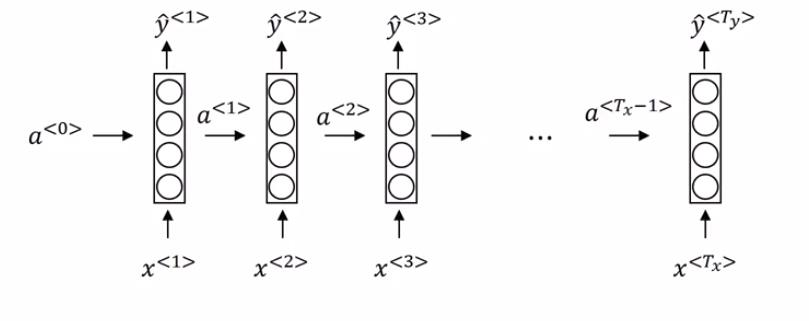 ŷ<1> ŷ<2> ŷ<3> ŷ<Ty>
a<0> a<1> a<2> ... a<Tx−1>
x<1> x<2> x<3> x<Tx>